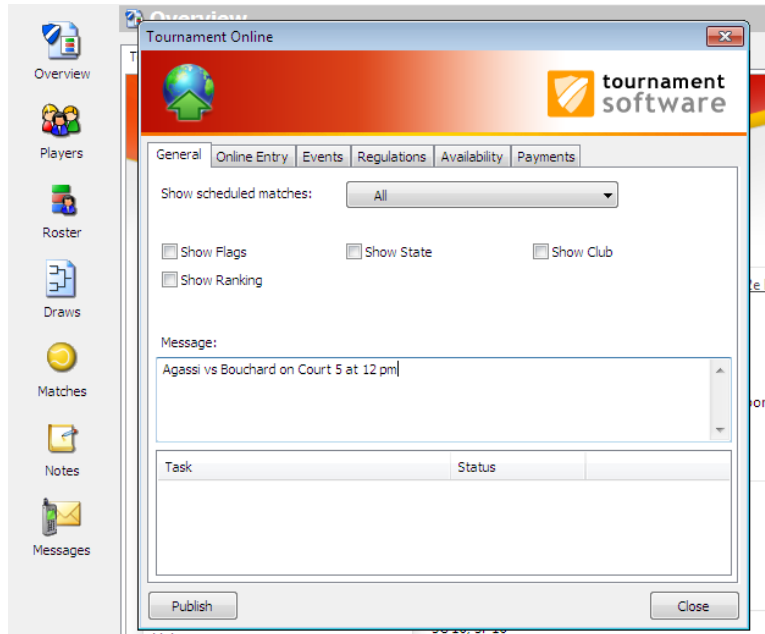 Overview
Overview
Players
Roster
Draws
Matches
Notes
Messages
Tournament Online
tournament
software
General Online Entry Events Regulations Availability Payments
Show scheduled matches: All
Show Flags Show State Show Club
Show Ranking
Message:
Agassi vs Bouchard on Court 5 at 12 pm
Task Status
Publish Close